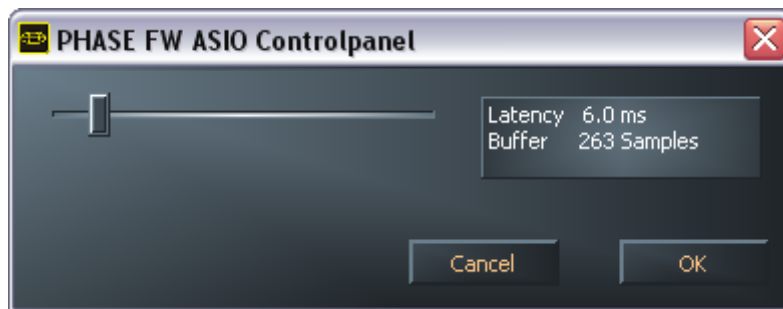 PHASE FW ASIO Controlpanel
Latency 6.0 ms
Buffer 263 Samples
Cancel
OK